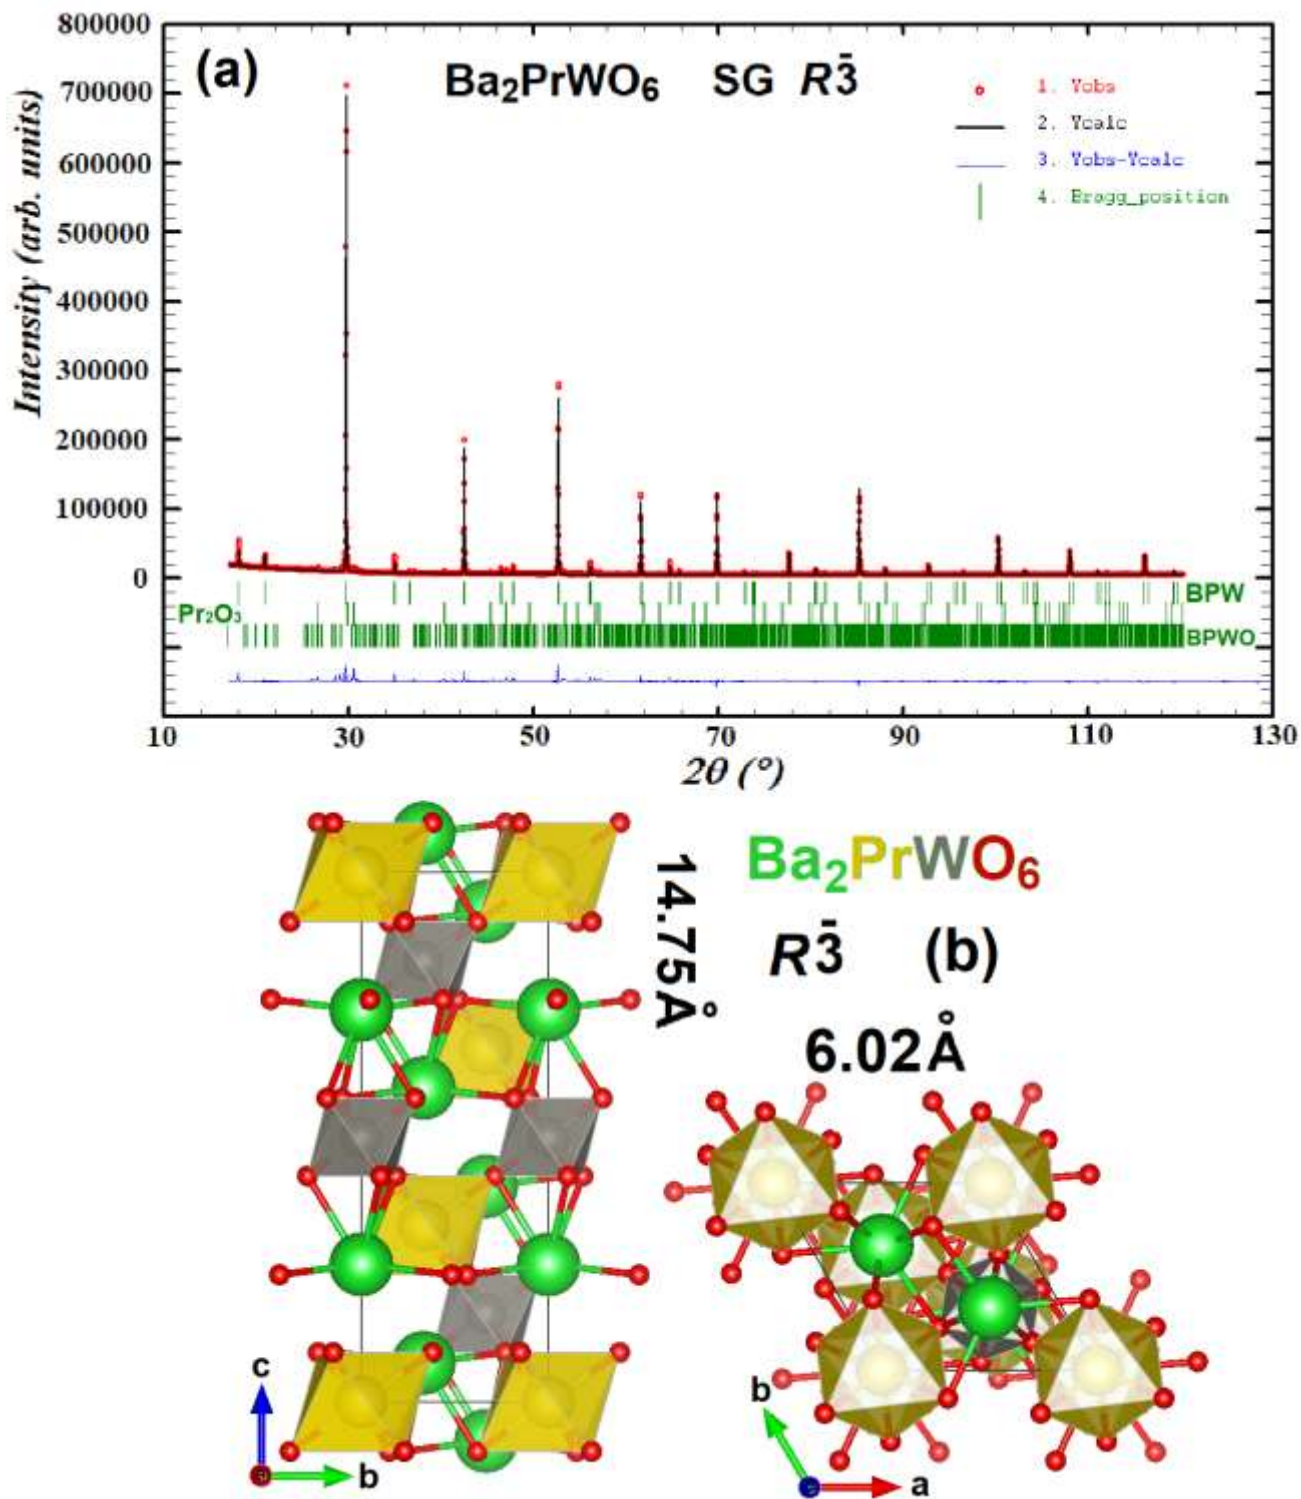 800000
(a)
Ba₂PrWO₆ SG R3̄
1. Yobs
700000
2. Ycalc
3. Yobs-Ycalc
600000
4. Bragg_position
500000
400000
300000
200000
100000
0
Intensity (arb. units)
BPW
Pr₂O₃
BPWO
10 30 50 70 90 110 130
2θ (°)
14.75Å
Ba₂PrWO₆
R3̄ (b)
6.02Å
c
b
b
a